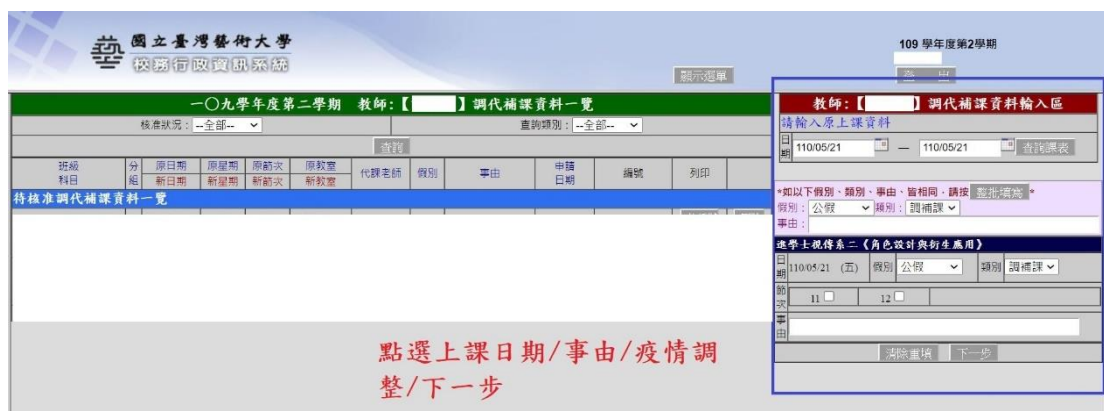 國立臺灣藝術大學
校務行政資訊系統
109 學年度第2學期
顯示選單
登 出
一〇九學年度第二學期 教師:【 】調代補課資料一覽
核准狀況: --全部-- 查詢類別: --全部--
查詢
班級 科目 分組 原日期 原星期 原節次 原教室 代課老師 假別 事由 申請日期 編號 列印
新日期 新星期 新節次 新教室
待核准調代補課資料一覽
教師:【 】調代補課資料輸入區
請輸入原上課資料
日期 110/05/21 — 110/05/21 查詢課表
*如以下假別、類別、事由、皆相同,請按 整批填寫 *
假別: 公假 類別: 調補課
事由:
進學士視傳系二《角色設計與衍生應用》
日期 110/05/21 (五) 假別 公假 類別 調補課
節次 11 12
事由
清除重填 下一步
點選上課日期/事由/疫情調
整/下一步